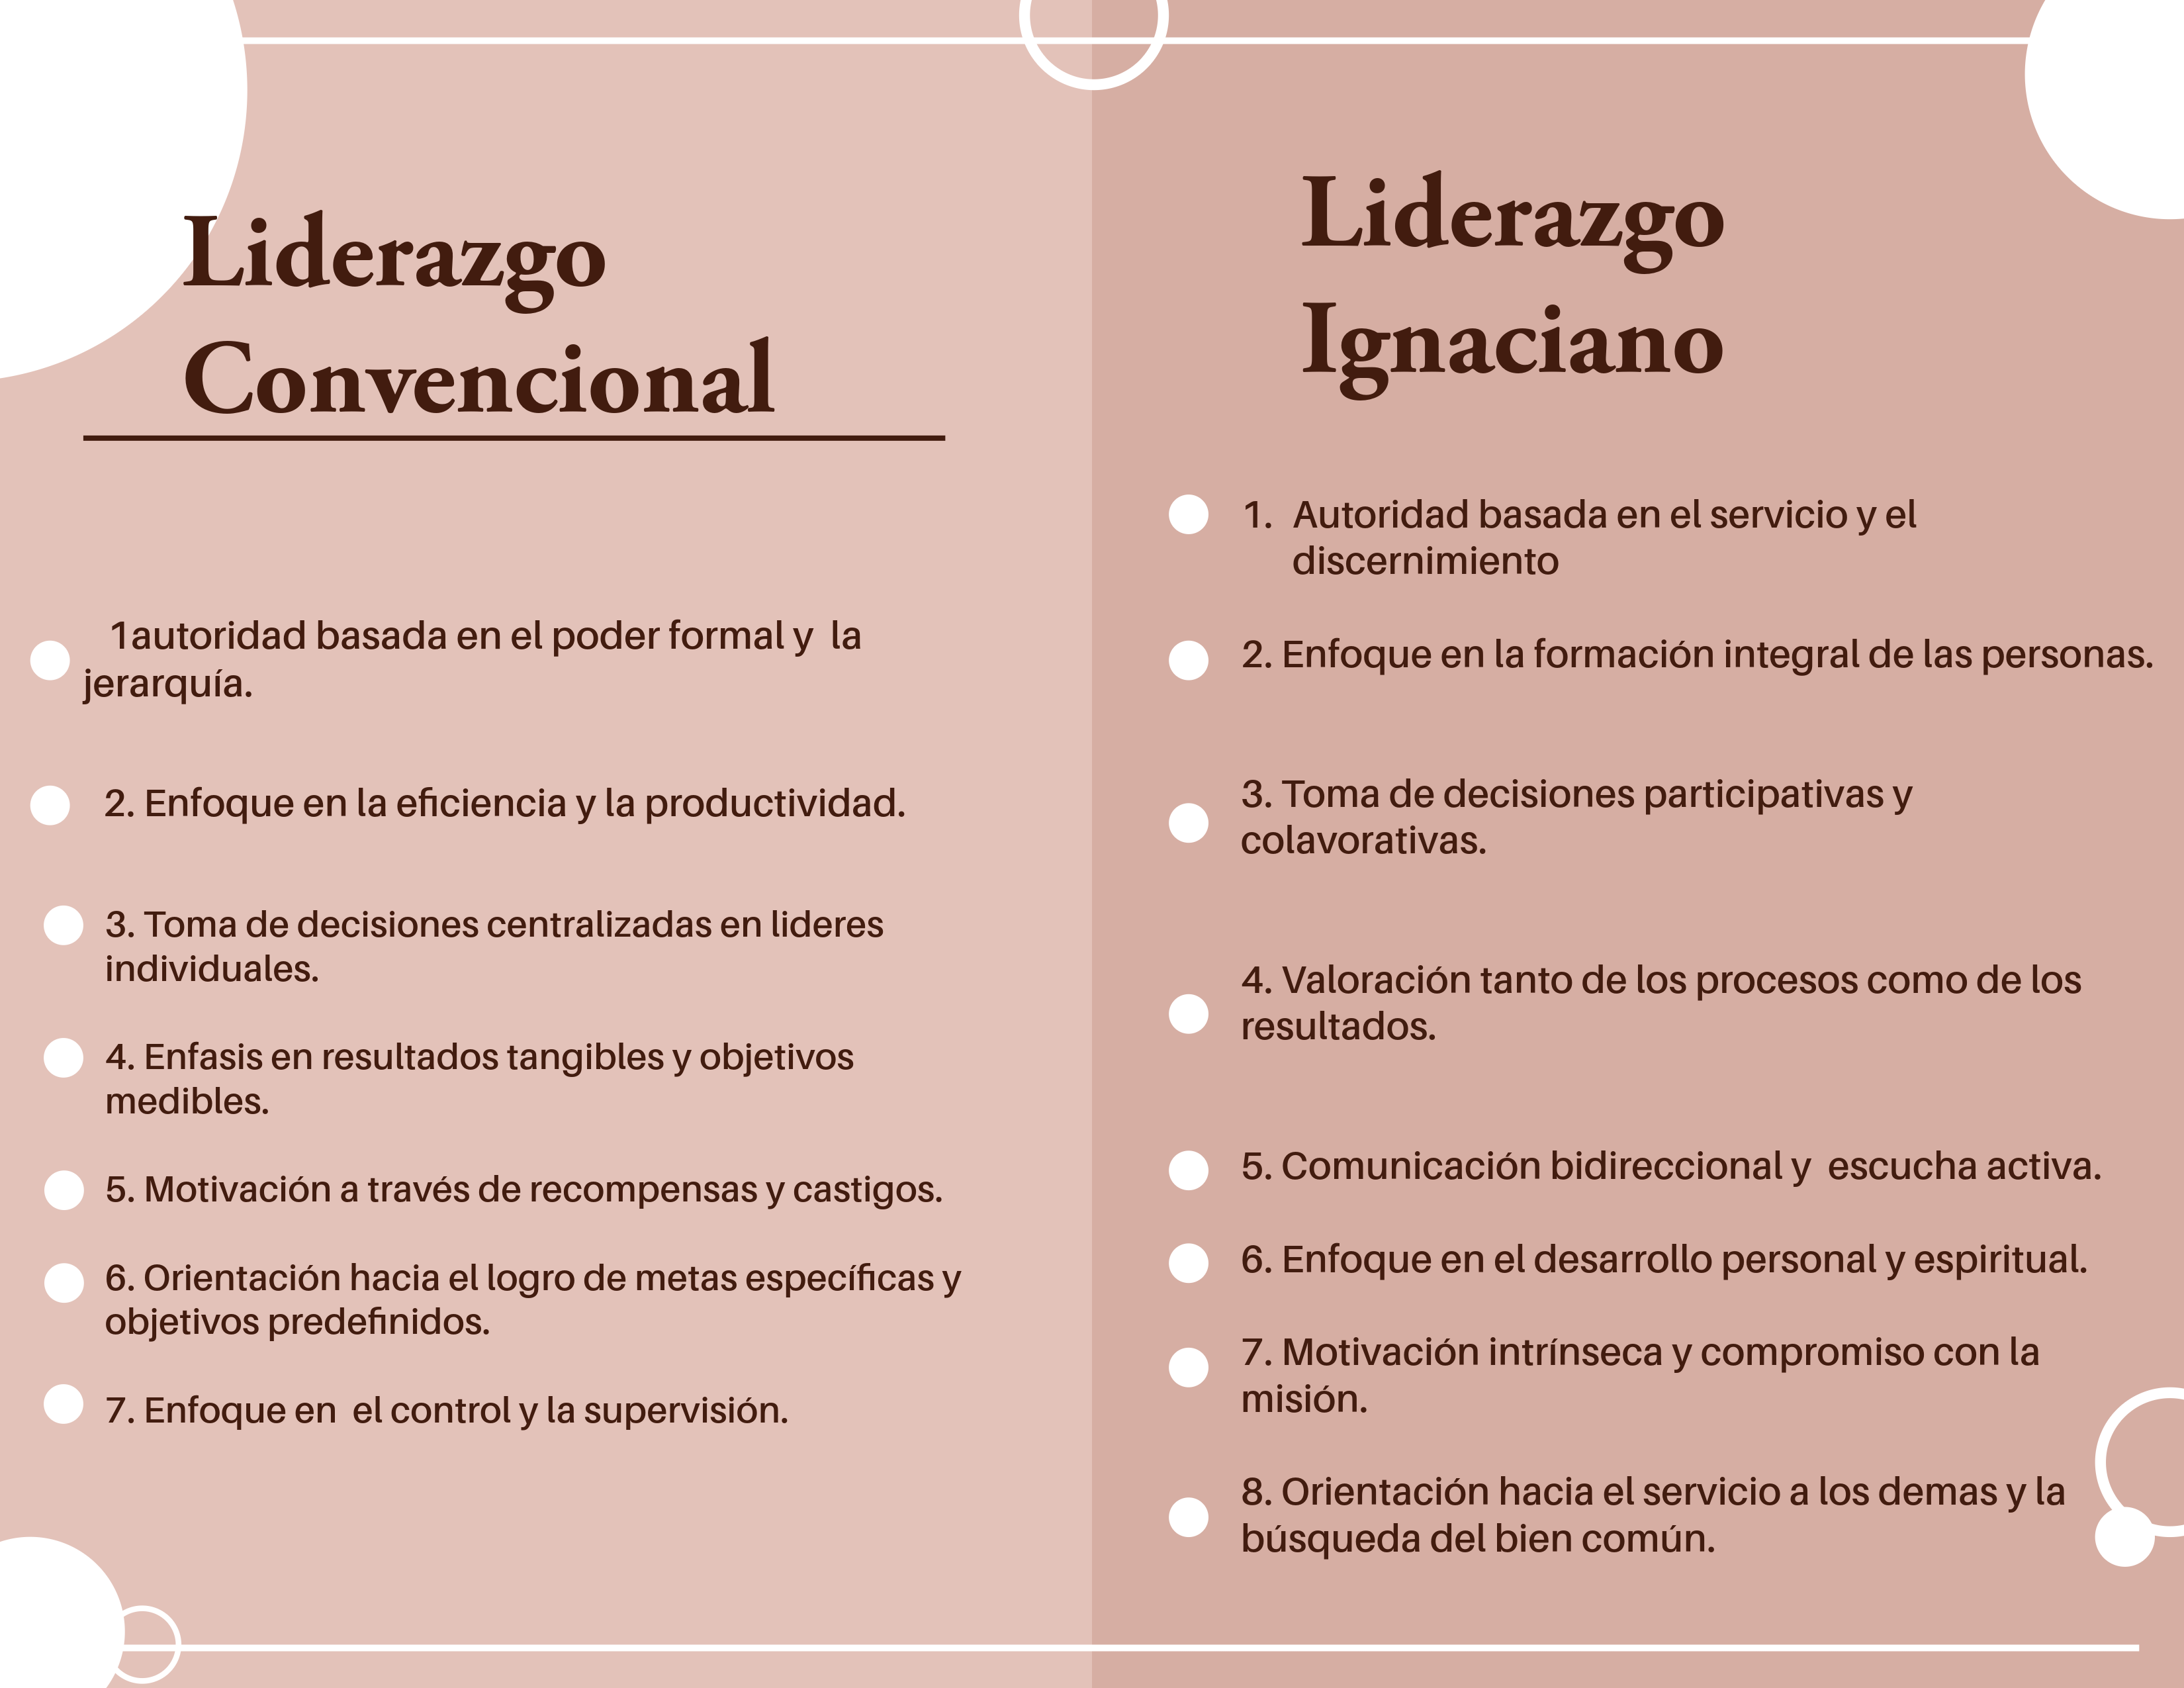 Liderazgo
Convencional
1autoridad basada en el poder formal y  la
jerarquía.
2. Enfoque en la eficiencia y la productividad.
3. Toma de decisiones centralizadas en lideres
individuales.
4. Enfasis en resultados tangibles y objetivos
medibles.
5. Motivación a través de recompensas y castigos.
6. Orientación hacia el logro de metas específicas y
objetivos predefinidos.
7. Enfoque en  el control y la supervisión.
Liderazgo
Ignaciano
1. Autoridad basada en el servicio y el
discernimiento
2. Enfoque en la formación integral de las personas.
3. Toma de decisiones participativas y
colavorativas.
4. Valoración tanto de los procesos como de los
resultados.
5. Comunicación bidireccional y  escucha activa.
6. Enfoque en el desarrollo personal y espiritual.
7. Motivación intrínseca y compromiso con la
misión.
8. Orientación hacia el servicio a los demas y la
búsqueda del bien común.